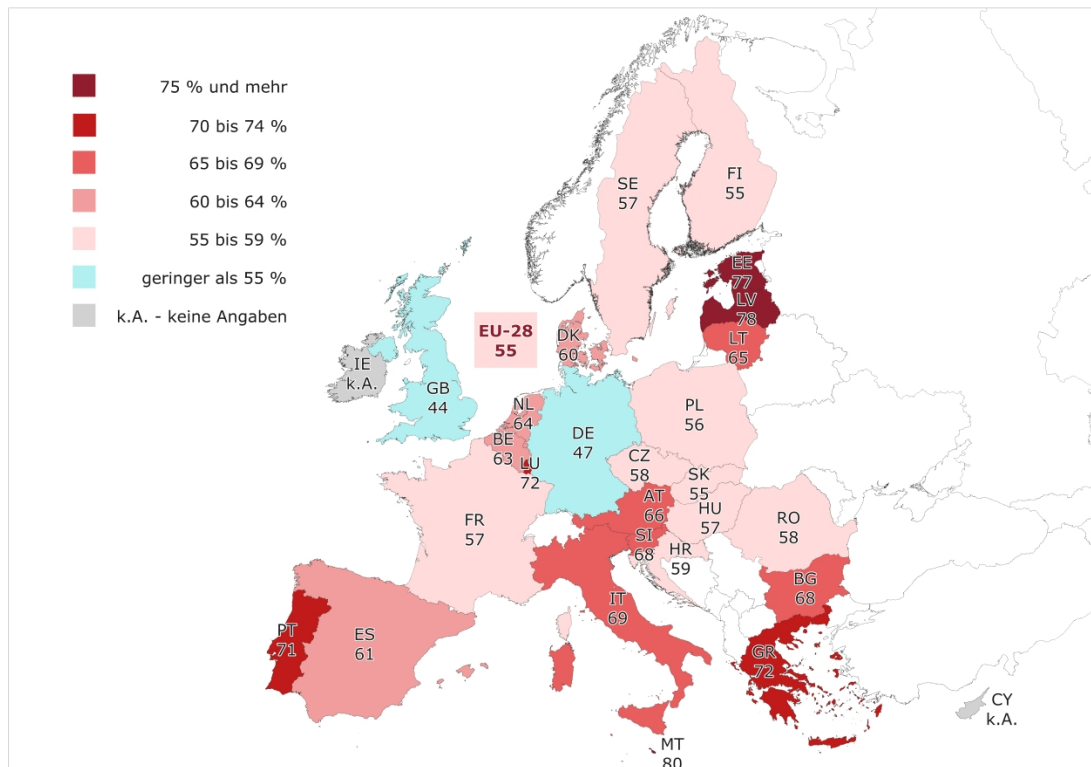 75 % und mehr
70 bis 74 %
65 bis 69 %
60 bis 64 %
55 bis 59 %
geringer als 55 %
k.A. - keine Angaben
SE
57
FI
55
EE
77
LV
78
LT
65
EU-28
55
DK
60
IE
k.A.
GB
44
NL
64
BE
63
LU
72
DE
47
PL
56
CZ
58
SK
55
AT
66
HU
57
SI
68
HR
59
RO
58
FR
57
BG
68
IT
69
PT
71
ES
61
GR
72
CY
k.A.
MT
80